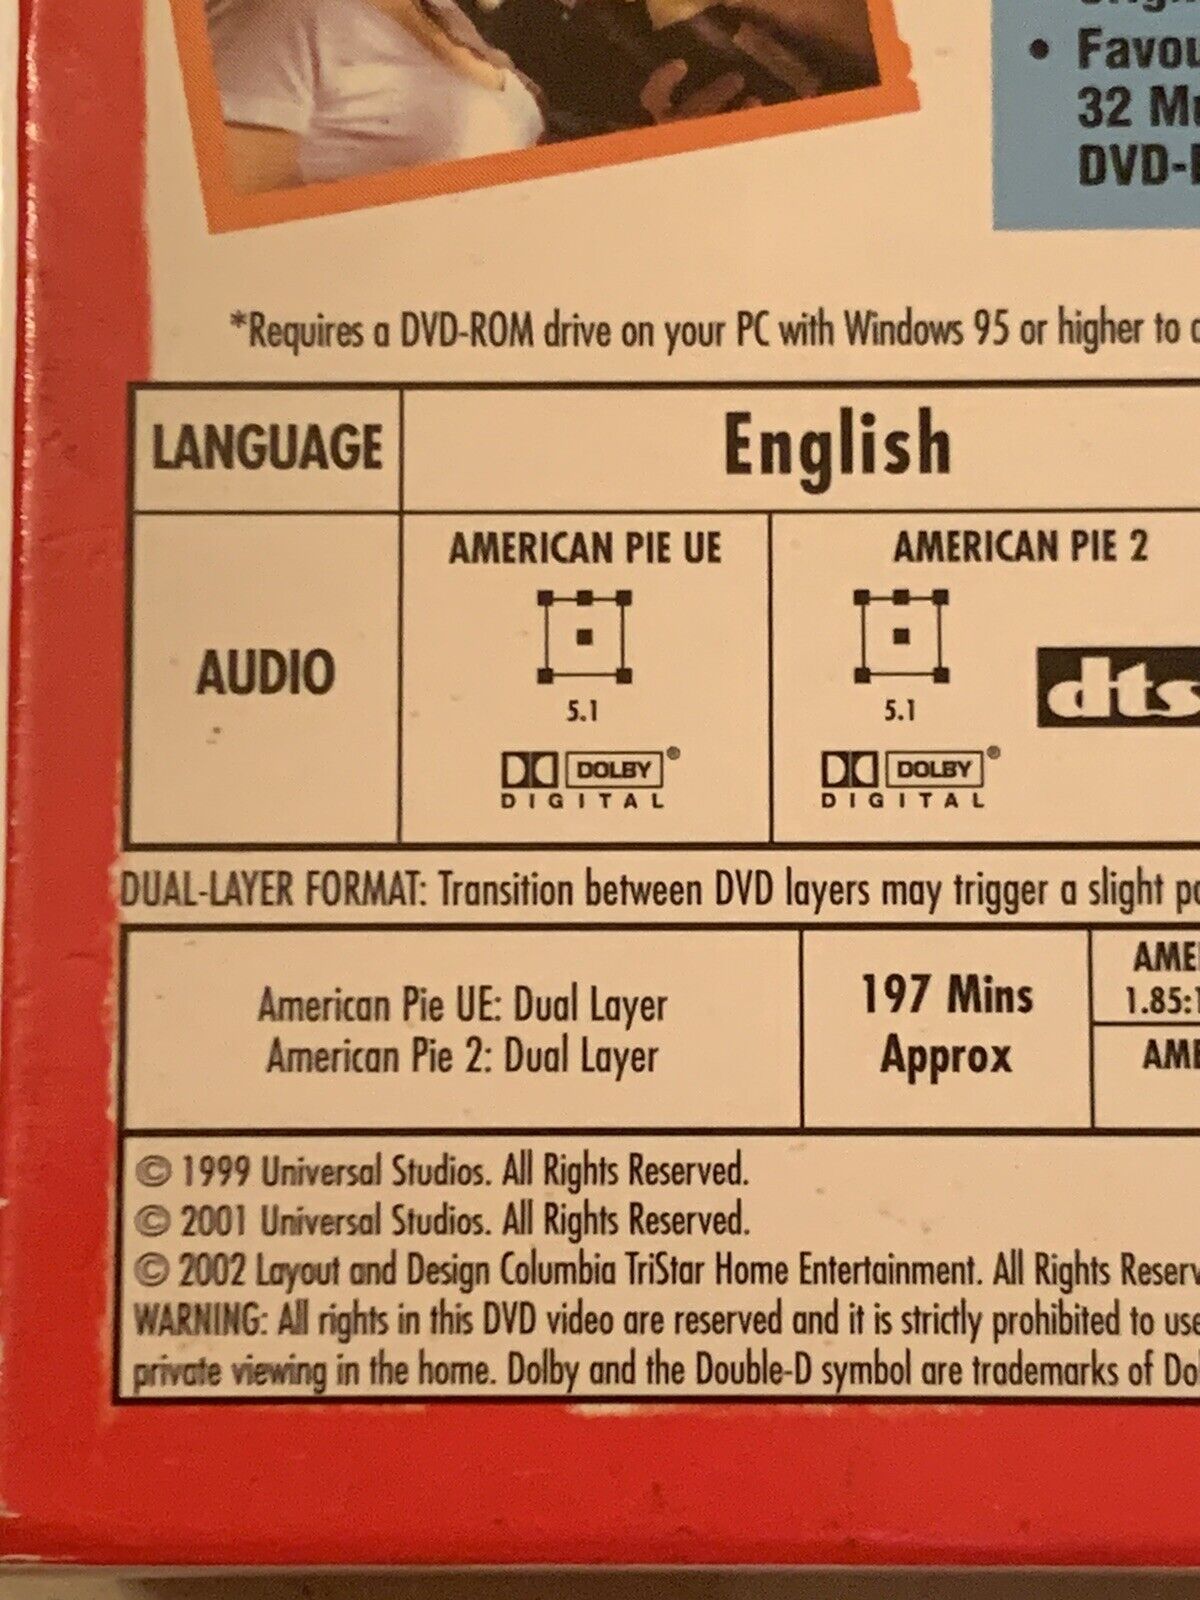 • Favou
32 Mu
DVD-
*Requires a DVD-ROM drive on your PC with Windows 95 or higher to
LANGUAGE
English
AUDIO
AMERICAN PIE UE
5.1
DOLBY®
DIGITAL
AMERICAN PIE 2
5.1
DOLBY®
DIGITAL
dts
DUAL-LAYER FORMAT: Transition between DVD layers may trigger a slight
American Pie UE: Dual Layer
American Pie 2: Dual Layer
197 Mins
Approx
AME
1.85:1
AME
© 1999 Universal Studios. All Rights Reserved.
© 2001 Universal Studios. All Rights Reserved.
© 2002 Layout and Design Columbia TriStar Home Entertainment. All Rights Reserv
WARNING: All rights in this DVD video are reserved and it is strictly prohibited to use
private viewing in the home. Dolby and the Double-D symbol are trademarks of Dol